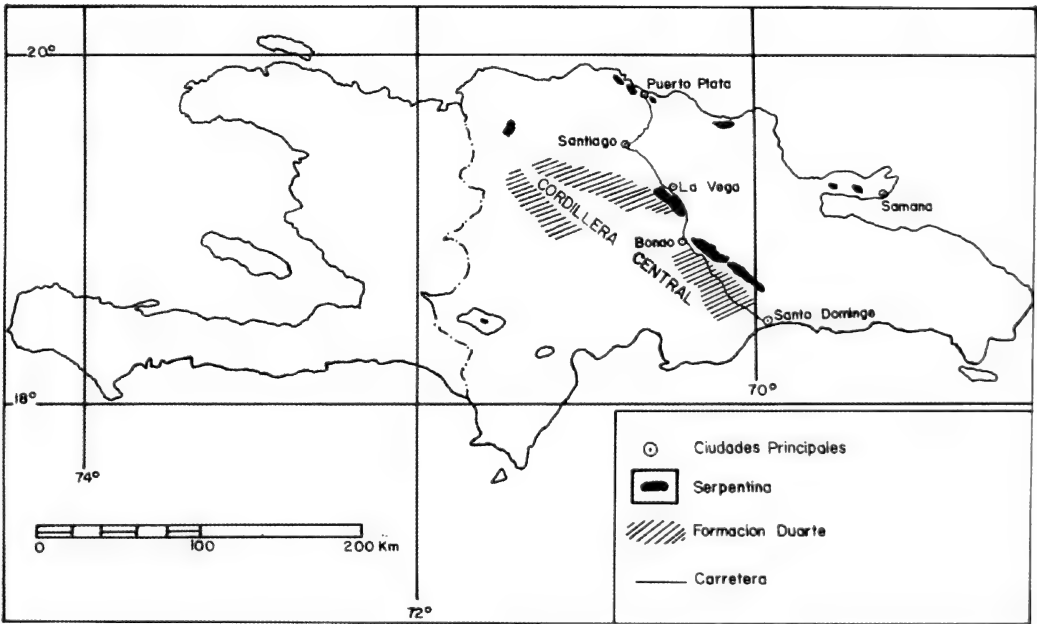 20°
Puerto Plata
Santiago
La Vega
Samana
CORDILLERA
Bonao
CENTRAL
Santo Domingo
18°
70°
74°
72°
0 100 200 Km
Ciudades Principales
Serpentina
Formacion Duarte
Carretera